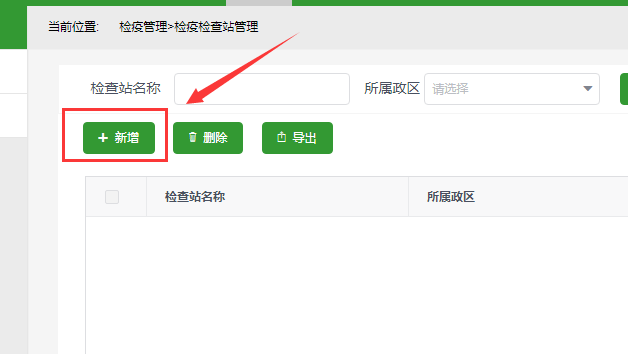 当前位置: 检疫管理>检疫检查站管理
检查站名称 所属政区 请选择
新增 删除 导出
检查站名称 所属政区